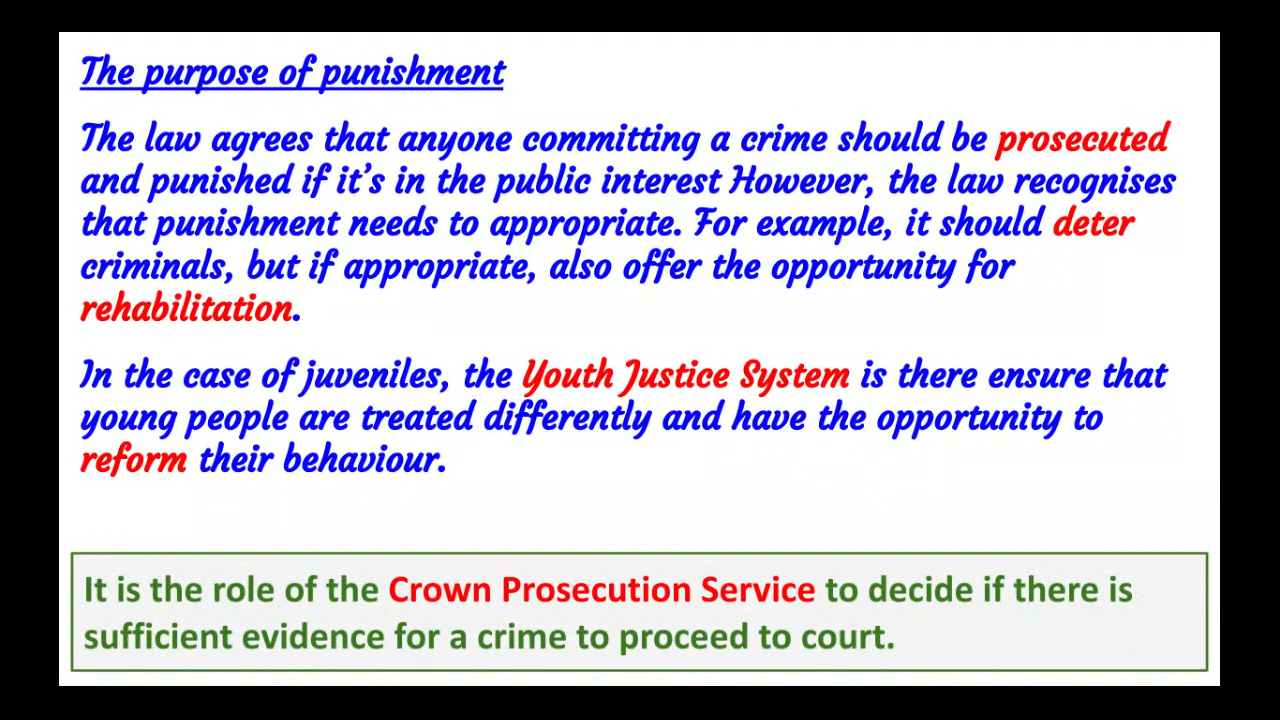 The purpose of punishment
The law agrees that anyone committing a crime should be prosecuted
and punished if it's in the public interest However, the law recognises
that punishment needs to appropriate. For example, it should deter
criminals, but if appropriate, also offer the opportunity for
rehabilitation.
In the case of juveniles, the Youth Justice System is there ensure that
young people are treated differently and have the opportunity to
reform their behaviour.
It is the role of the Crown Prosecution Service to decide if there is
sufficient evidence for a crime to proceed to court.